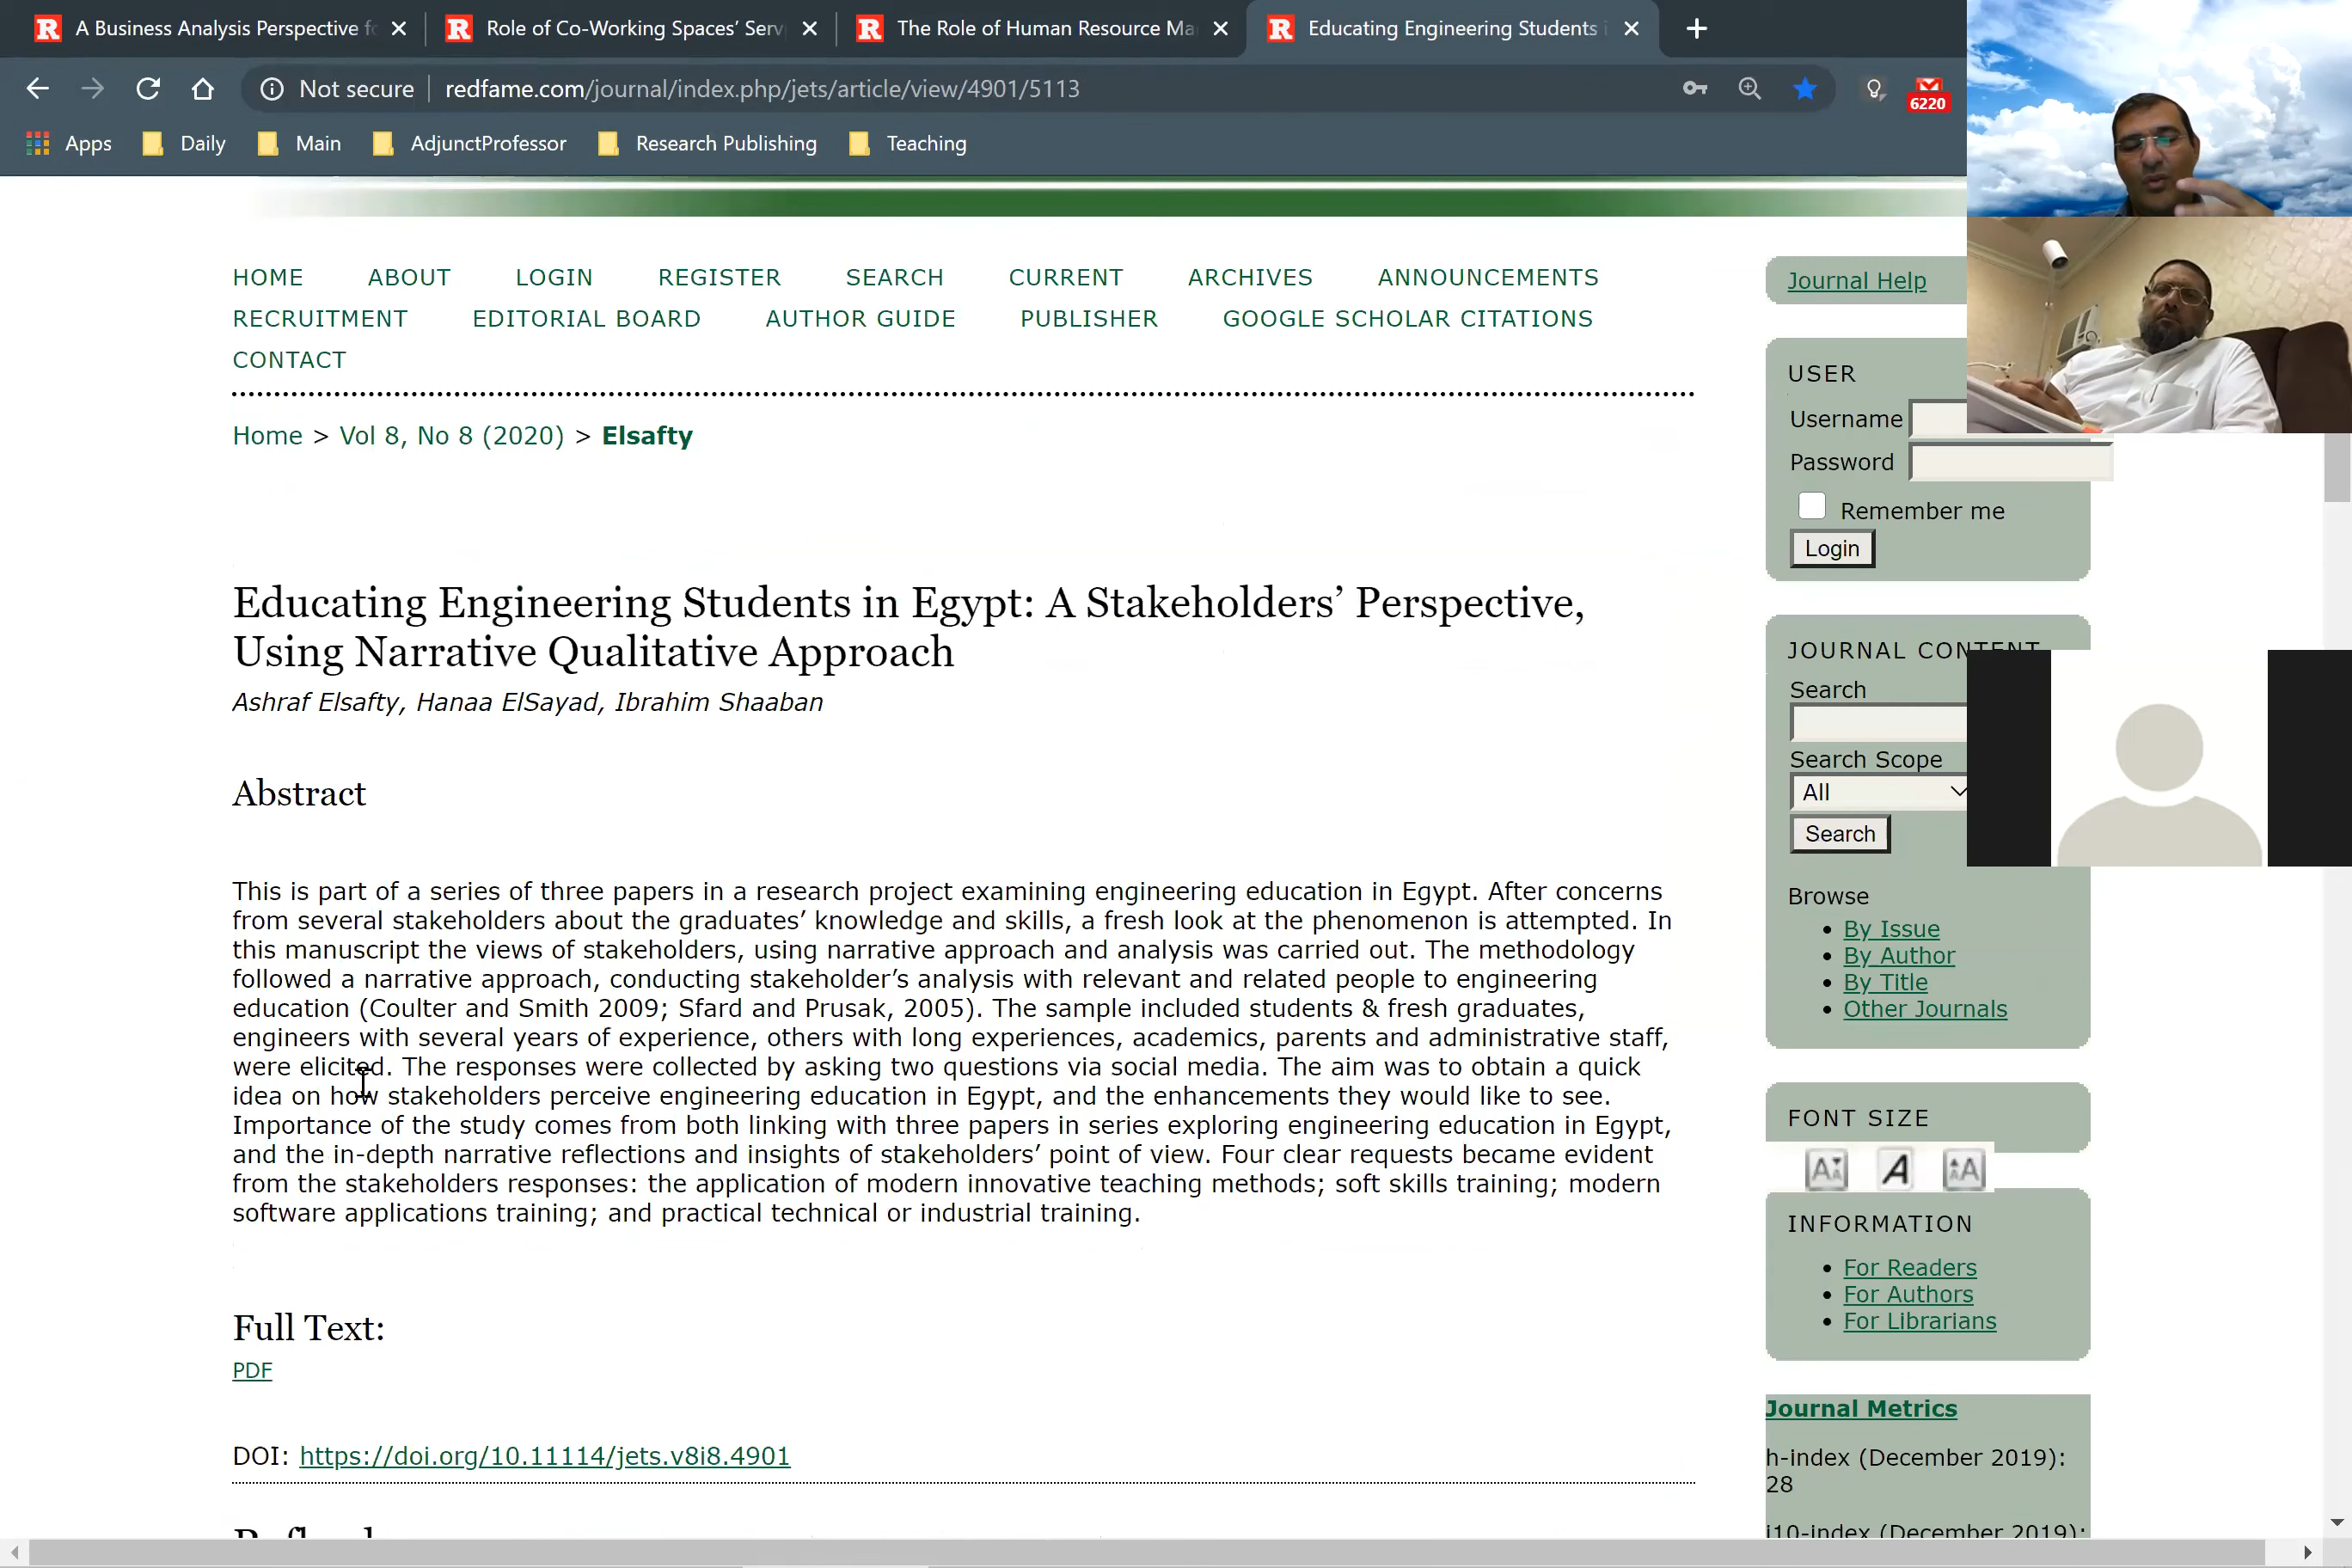 A Business Analysis Perspective f
Role of Co-Working Spaces’ Serv
The Role of Human Resource Ma
Educating Engineering Students i
Not secure
redfame.com/journal/index.php/jets/article/view/4901/5113
6220
Apps
Daily
Main
AdjunctProfessor
Research Publishing
Teaching
HOME ABOUT LOGIN REGISTER SEARCH CURRENT ARCHIVES ANNOUNCEMENTS
RECRUITMENT EDITORIAL BOARD AUTHOR GUIDE PUBLISHER GOOGLE SCHOLAR CITATIONS
CONTACT
Home > Vol 8, No 8 (2020) > Elsafty
Educating Engineering Students in Egypt: A Stakeholders’ Perspective,
Using Narrative Qualitative Approach
Ashraf Elsafty, Hanaa ElSayad, Ibrahim Shaaban
Abstract
This is part of a series of three papers in a research project examining engineering education in Egypt. After concerns
from several stakeholders about the graduates’ knowledge and skills, a fresh look at the phenomenon is attempted. In
this manuscript the views of stakeholders, using narrative approach and analysis was carried out. The methodology
followed a narrative approach, conducting stakeholder’s analysis with relevant and related people to engineering
education (Coulter and Smith 2009; Sfard and Prusak, 2005). The sample included students & fresh graduates,
engineers with several years of experience, others with long experiences, academics, parents and administrative staff,
were elicited. The responses were collected by asking two questions via social media. The aim was to obtain a quick
idea on how stakeholders perceive engineering education in Egypt, and the enhancements they would like to see.
Importance of the study comes from both linking with three papers in series exploring engineering education in Egypt,
and the in-depth narrative reflections and insights of stakeholders’ point of view. Four clear requests became evident
from the stakeholders responses: the application of modern innovative teaching methods; soft skills training; modern
software applications training; and practical technical or industrial training.
Full Text:
PDF
DOI: https://doi.org/10.11114/jets.v8i8.4901
Journal Help
USER
Username
Password
Remember me
Login
JOURNAL CONTENT
Search
Search Scope
All
Search
Browse
By Issue
By Author
By Title
Other Journals
FONT SIZE
INFORMATION
For Readers
For Authors
For Librarians
Journal Metrics
h-index (December 2019):
28
i10-index (December 2019):